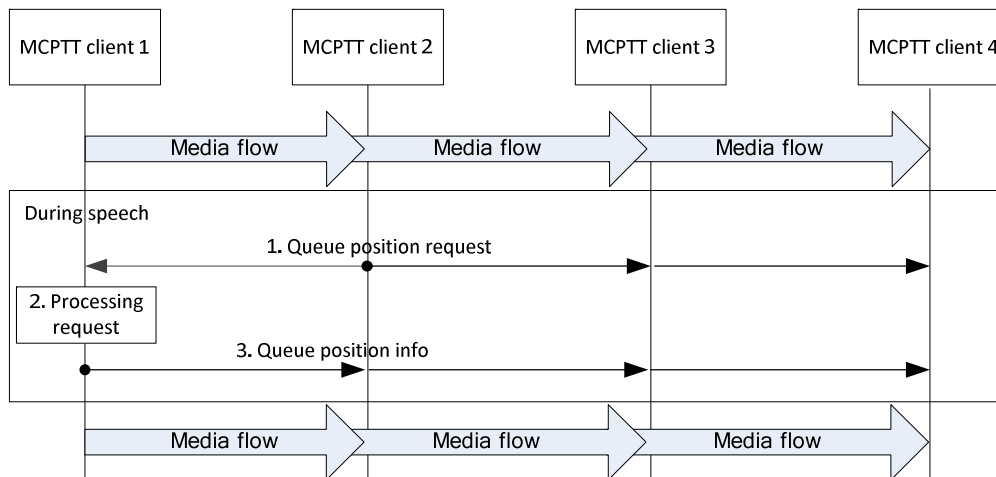 MCPTT client 1
MCPTT client 2
MCPTT client 3
MCPTT client 4
Media flow
Media flow
Media flow
During speech
1. Queue position request
2. Processing
request
3. Queue position info
Media flow
Media flow
Media flow